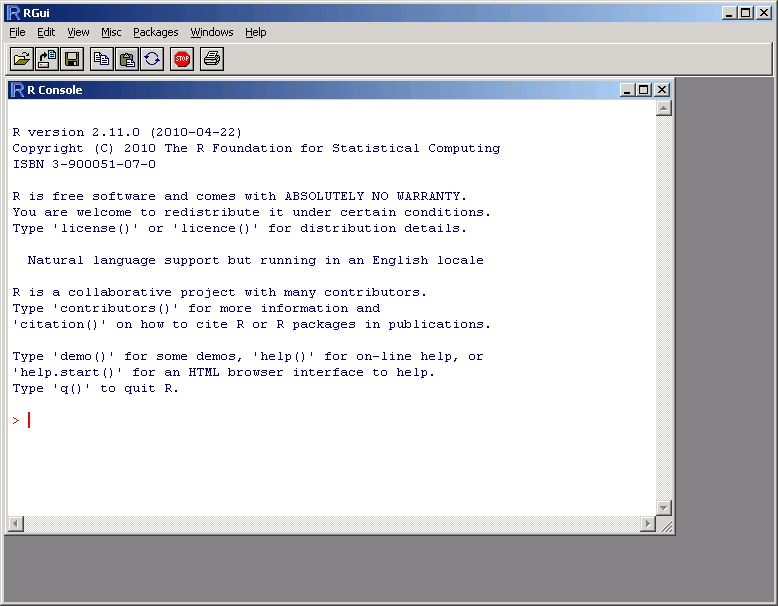 RGui
File Edit View Misc Packages Windows Help
STOP
R Console
R version 2.11.0 (2010-04-22)
Copyright (C) 2010 The R Foundation for Statistical Computing
ISBN 3-900051-07-0
R is free software and comes with ABSOLUTELY NO WARRANTY.
You are welcome to redistribute it under certain conditions.
Type 'license()' or 'licence()' for distribution details.
Natural language support but running in an English locale
R is a collaborative project with many contributors.
Type 'contributors()' for more information and
'citation()' on how to cite R or R packages in publications.
Type 'demo()' for some demos, 'help()' for on-line help, or
'help.start()' for an HTML browser interface to help.
Type 'q()' to quit R.
>